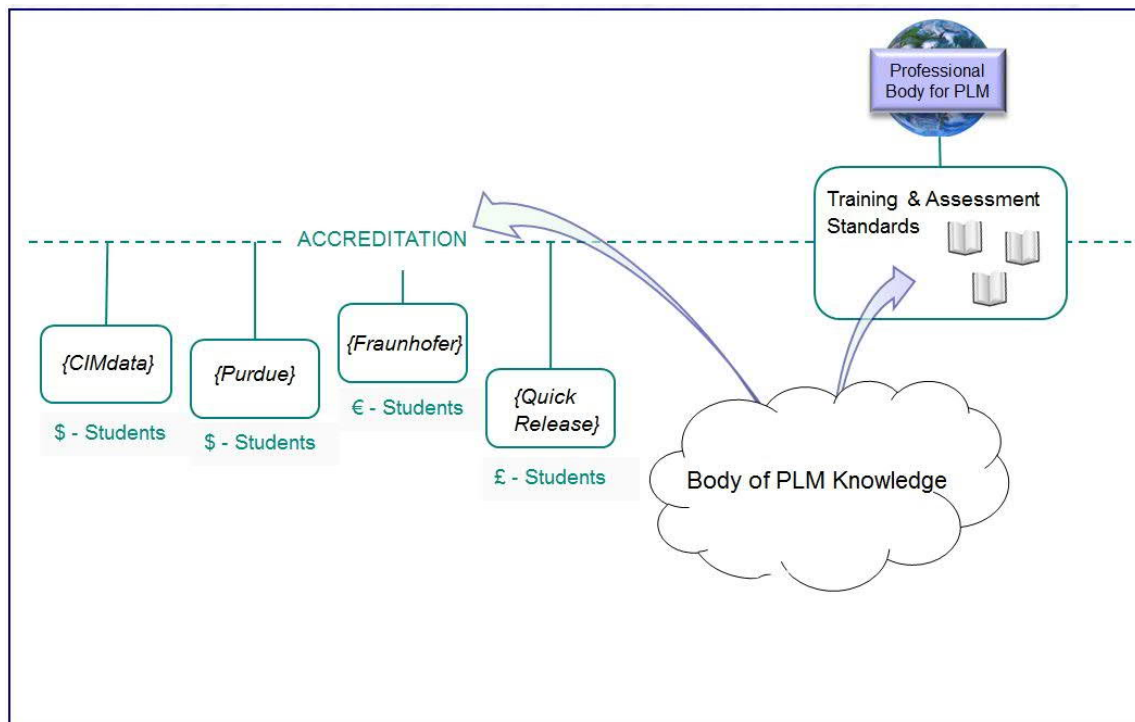 Professional
Body for PLM
Training & Assessment
Standards
ACCREDITATION
{CIMdata}
$ - Students
{Purdue}
$ - Students
{Fraunhofer}
€ - Students
{Quick
Release}
£ - Students
Body of PLM Knowledge